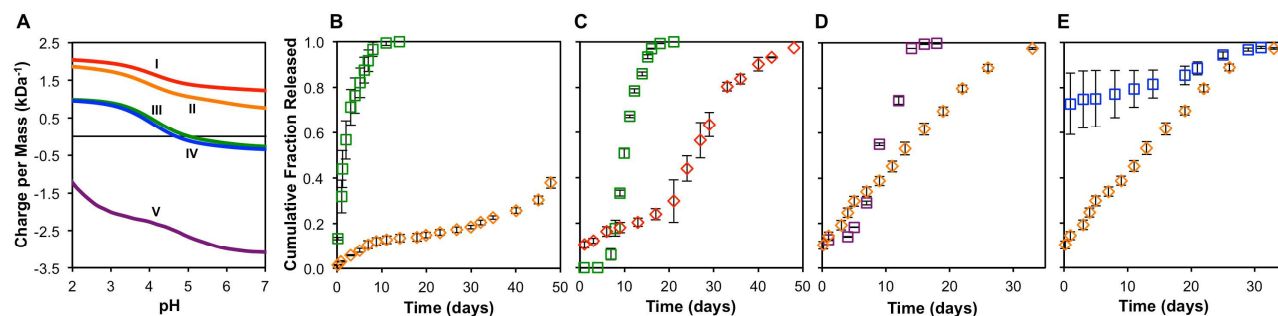 A
B
C
D
E
Charge per Mass (kDa⁻¹)
2.5
1.5
0.5
-0.5
-1.5
-2.5
-3.5
I
II
III
IV
V
2 3 4 5 6 7
pH
Cumulative Fraction Released
1.0
0.8
0.6
0.4
0.2
0.0
0 10 20 30 40 50
Time (days)
0 10 20 30 40 50
Time (days)
0 10 20 30
Time (days)
0 10 20 30
Time (days)